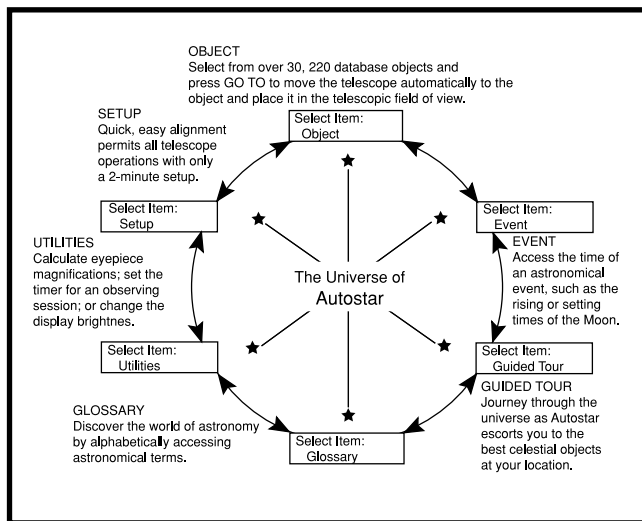 OBJECT
Select from over 30, 220 database objects and
press GO TO to move the telescope automatically to the
object and place it in the telescopic field of view.
SETUP
Quick, easy alignment
permits all telescope
operations with only
a 2-minute setup.
Select Item:
Object
Select Item:
Setup
Select Item:
Event
UTILITIES
Calculate eyepiece
magnifications; set the
timer for an observing
session; or change the
display brightnes.
The Universe of
Autostar
EVENT
Access the time of
an astronomical
event, such as the
rising or setting
times of the Moon.
Select Item:
Utilities
Select Item:
Guided Tour
GLOSSARY
Discover the world of astronomy
by alphabetically accessing
astronomical terms.
Select Item:
Glossary
GUIDED TOUR
Journey through the
universe as Autostar
escorts you to the
best celestial objects
at your location.